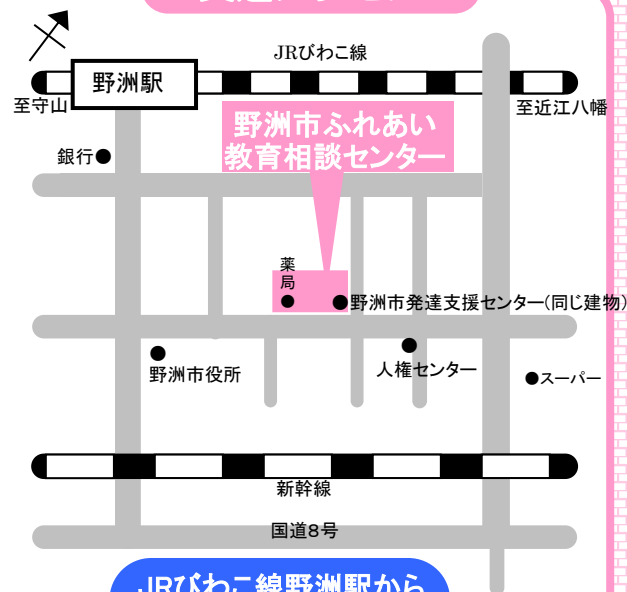 JRびわこ線
野洲駅
至守山
至近江八幡
野洲市ふれあい
教育相談センター
銀行
薬局
野洲市発達支援センター(同じ建物)
野洲市役所
人権センター
スーパー
新幹線
国道8号
JRびわこ線野洲駅から